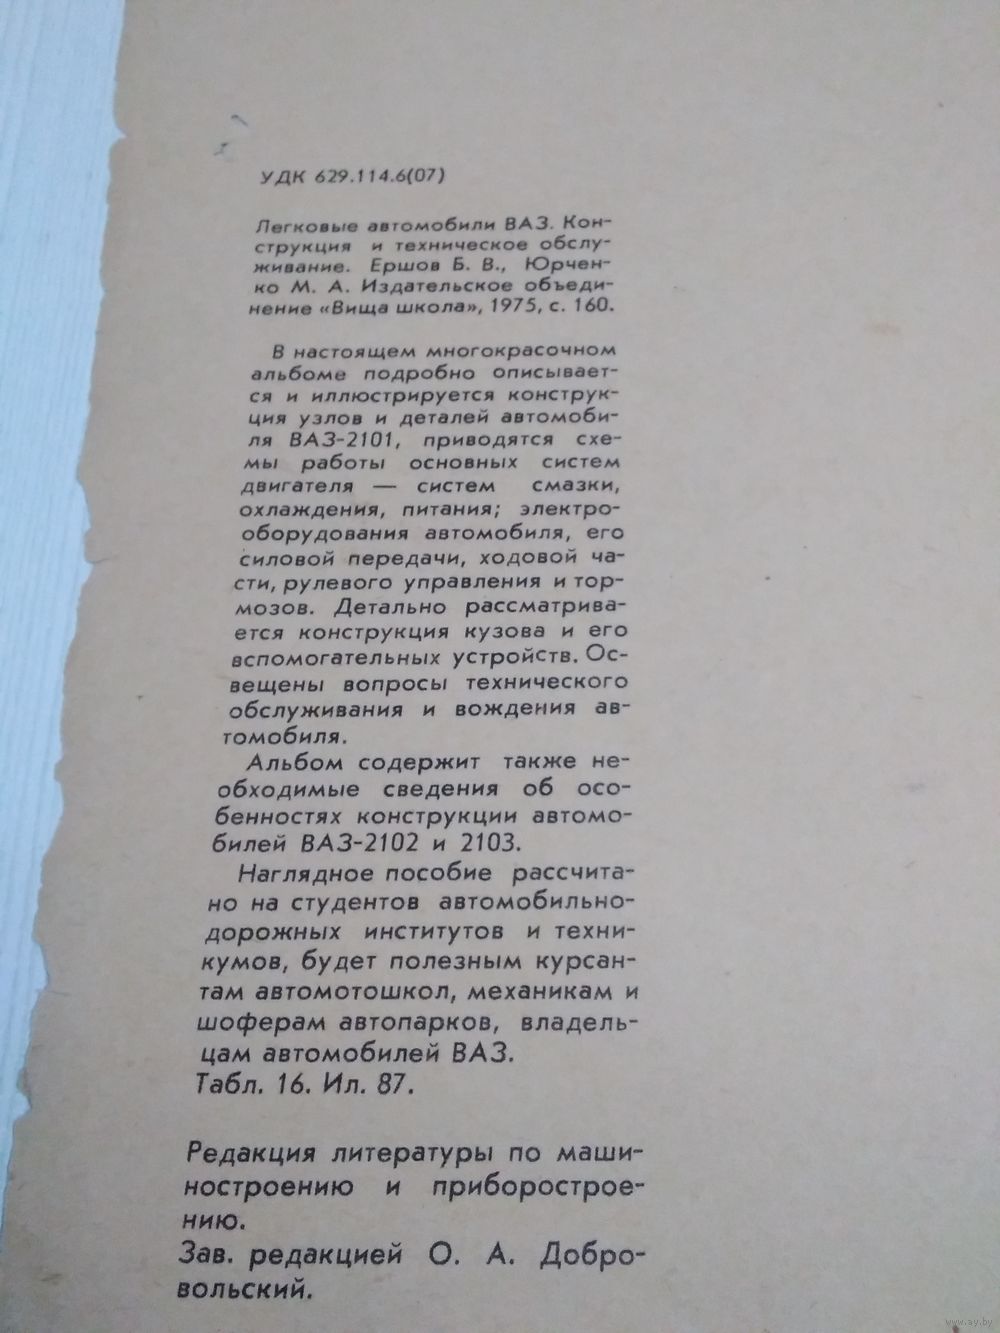 УДК 629.114.6(07)
Легковые автомобили ВАЗ. Кон-
струкция и техническое обслу-
живание. Ершов Б. В., Юрчен-
ко М. А. Издательское объеди-
нение «Вища школа», 1975, с. 160.
В настоящем многокрасочном
альбоме подробно описывает-
ся и иллюстрируется конструк-
ция узлов и деталей автомоби-
ля ВАЗ-2101, приводятся схе-
мы работы основных систем
двигателя — систем смазки,
охлаждения, питания; электро-
оборудования автомобиля, его
силовой передачи, ходовой ча-
сти, рулевого управления и тор-
мозов. Детально рассматрива-
ется конструкция кузова и его
вспомогательных устройств. Ос-
вещены вопросы технического
обслуживания и вождения ав-
томобиля.
Альбом содержит также не-
обходимые сведения об осо-
бенностях конструкции автомо-
билей ВАЗ-2102 и 2103.
Наглядное пособие рассчита-
но на студентов автомобильно-
дорожных институтов и техни-
кумов, будет полезным курсан-
там автомотошкол, механикам и
шоферам автопарков, владель-
цам автомобилей ВАЗ.
Табл. 16. Ил. 87.
Редакция литературы по маши-
ностроению и приборострое-
нию.
Зав. редакцией О. А. Добро-
вольский.
www.ay.by